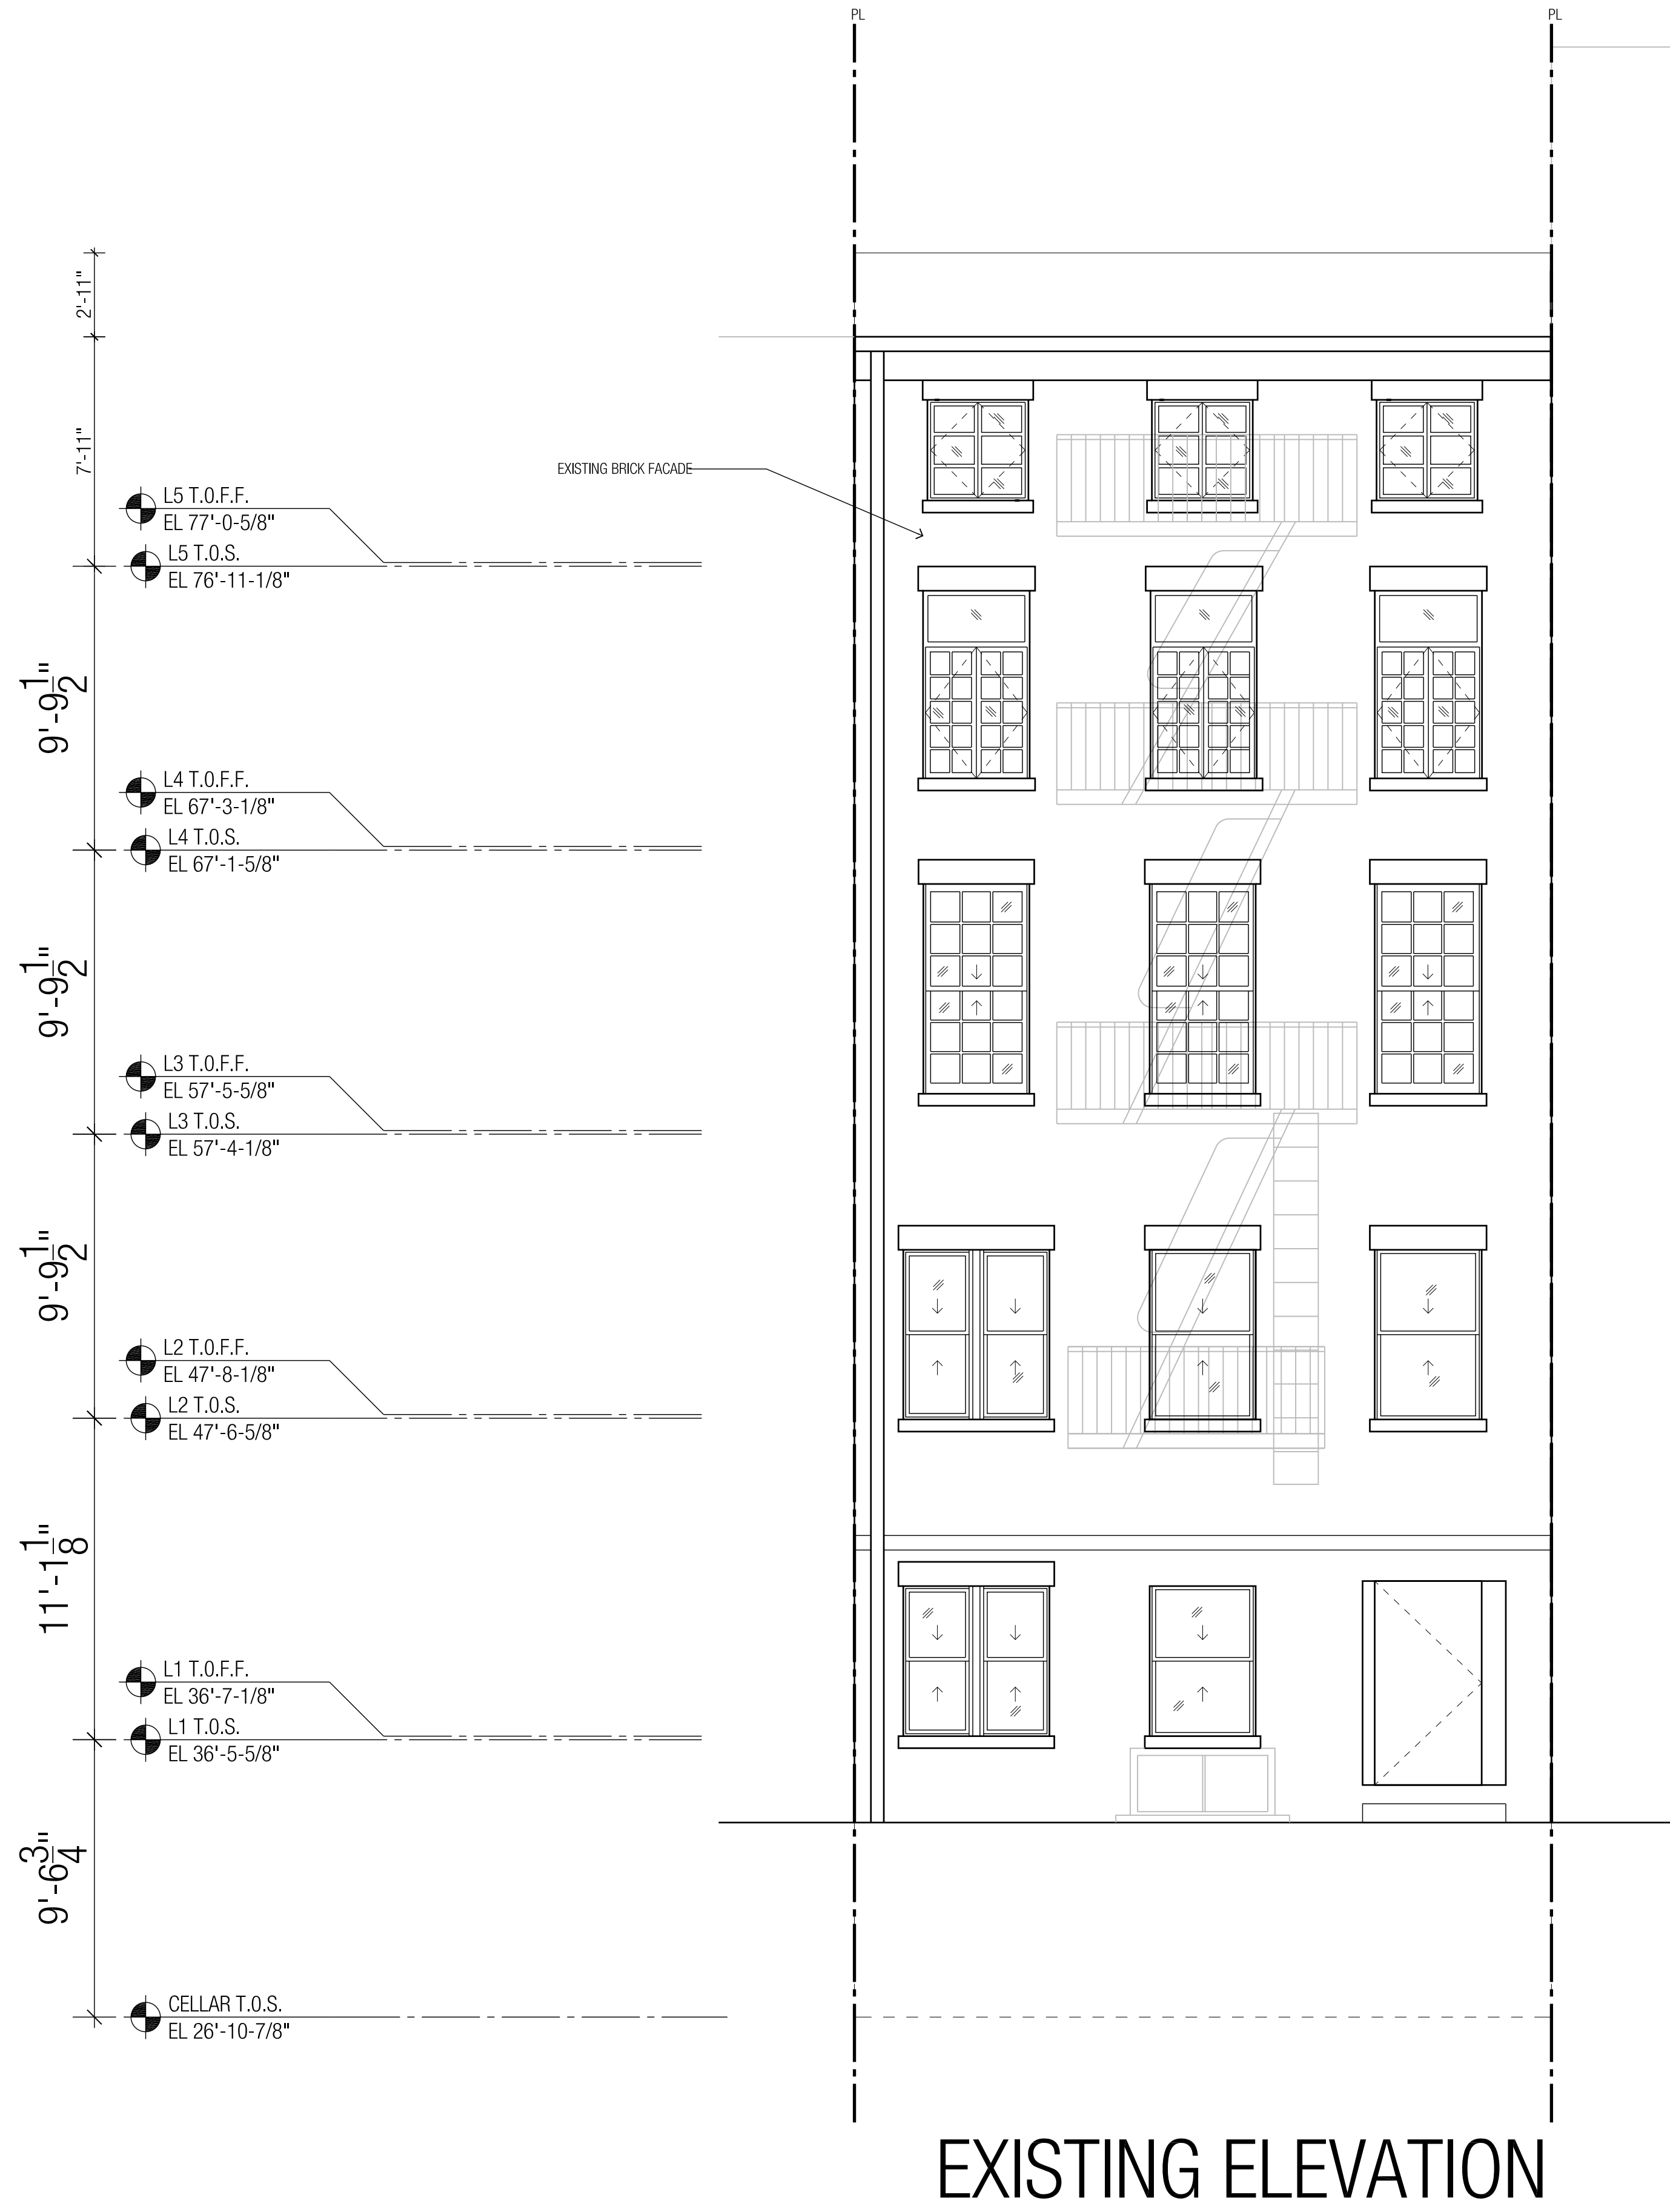 PL
PL
2'-11"
7'-11"
EXISTING BRICK FACADE
L5 T.O.F.F.
EL 77'-0-5/8"
L5 T.O.S.
EL 76'-11-1/8"
9'-9 1/2"
L4 T.O.F.F.
EL 67'-3-1/8"
L4 T.O.S.
EL 67'-1-5/8"
9'-9 1/2"
L3 T.O.F.F.
EL 57'-5-5/8"
L3 T.O.S.
EL 57'-4-1/8"
9'-9 1/2"
L2 T.O.F.F.
EL 47'-8-1/8"
L2 T.O.S.
EL 47'-6-5/8"
11'-1 1/8"
L1 T.O.F.F.
EL 36'-7-1/8"
L1 T.O.S.
EL 36'-5-5/8"
9'-6 3/4"
CELLAR T.O.S.
EL 26'-10-7/8"
EXISTING ELEVATION